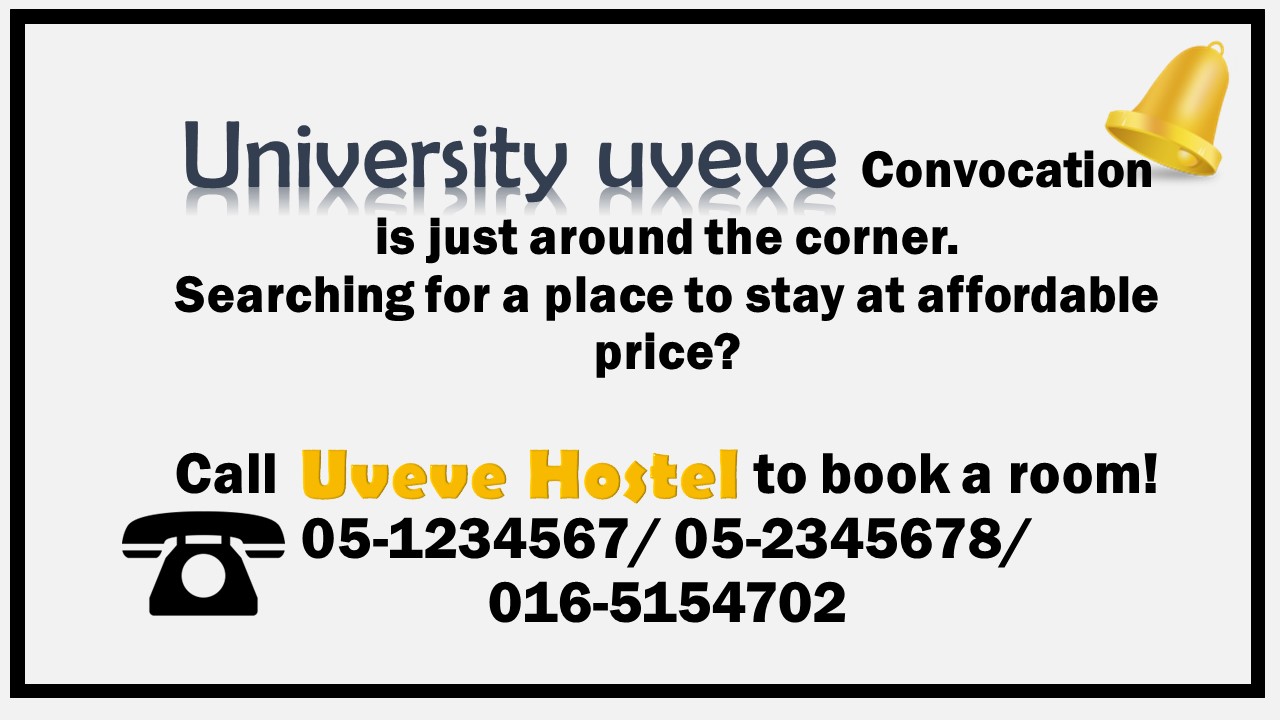 University uveve Convocation
is just around the corner.
Searching for a place to stay at affordable
price?
Call Uveve Hostel to book a room!
05-1234567/ 05-2345678/
016-5154702